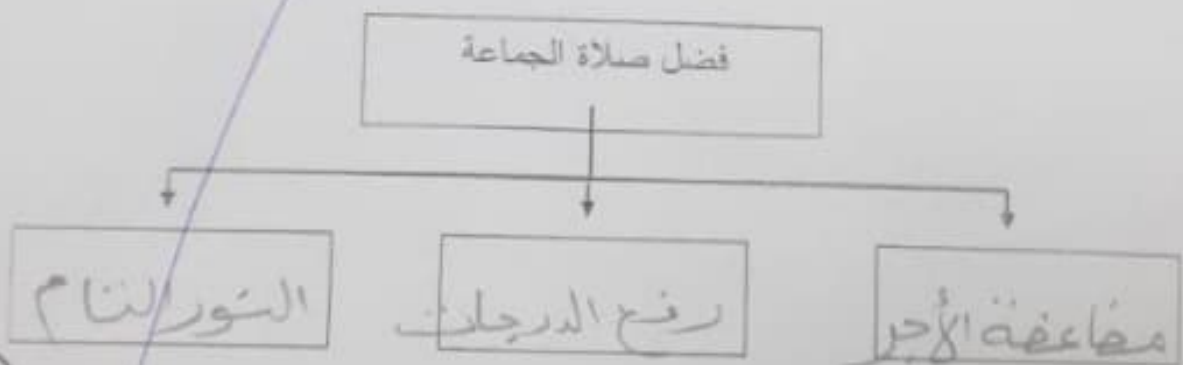 فضل صلاة الجماعة
مضاعفة الأجر
رفع الدرجات
النور التام